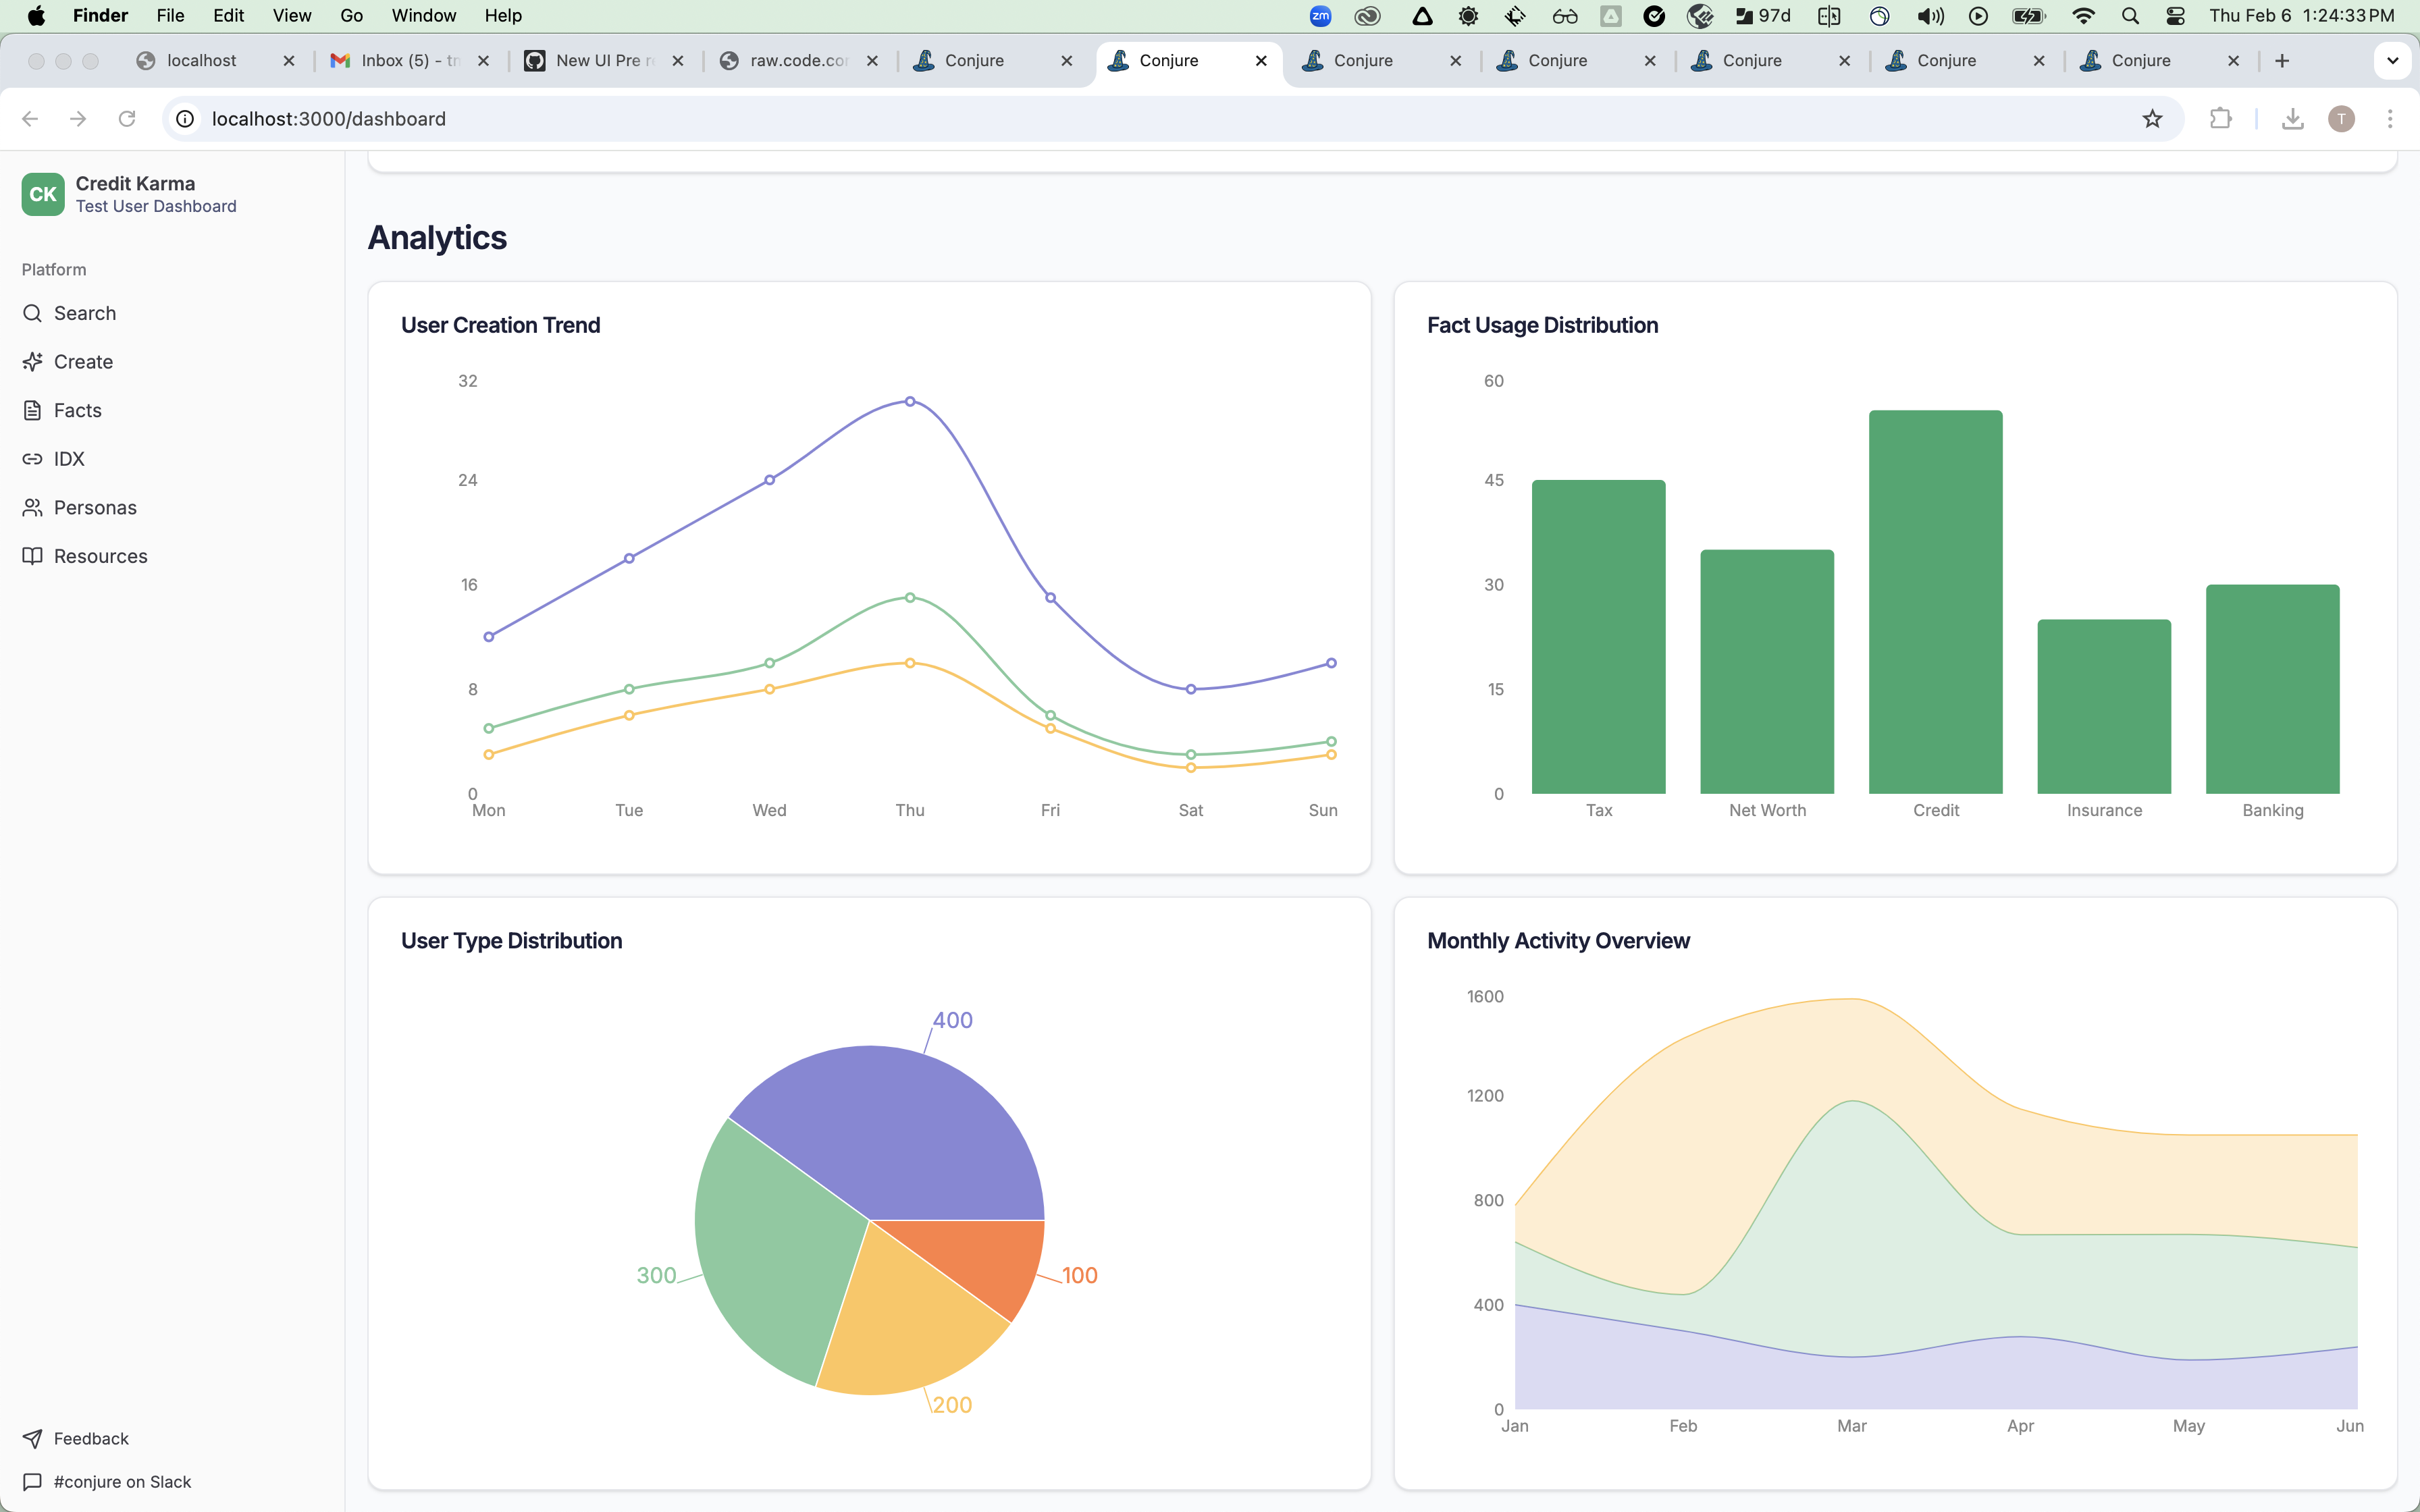 Finder File Edit View Go Window Help zm 97d Thu Feb 6 1:24:33 PM
localhost Inbox (5) - New UI Pre raw.code.com Conjure Conjure Conjure Conjure Conjure Conjure Conjure
localhost:3000/dashboard T
CK Credit Karma
Test User Dashboard
Platform
Search
Create
Facts
IDX
Personas
Resources
Feedback
#conjure on Slack
Analytics
User Creation Trend
32
24
16
8
0
Mon Tue Wed Thu Fri Sat Sun
Fact Usage Distribution
60
45
30
15
0
Tax Net Worth Credit Insurance Banking
User Type Distribution
400
300
100
200
Monthly Activity Overview
1600
1200
800
400
0
Jan Feb Mar Apr May Jun